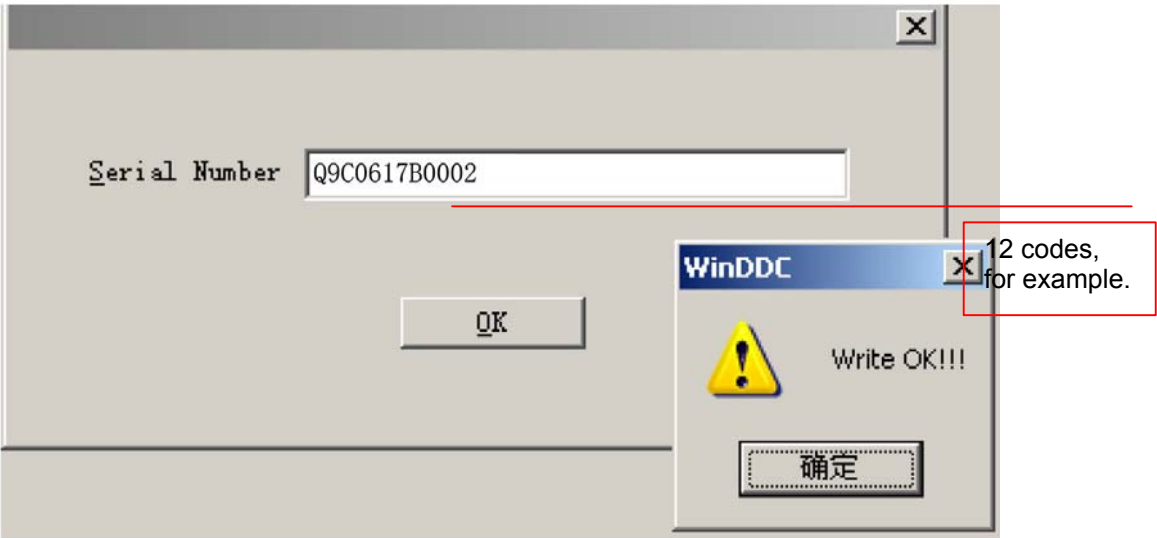 Serial Number Q9C0617B0002
OK
WinDDC
12 codes,
for example.
Write OK!!!
确定